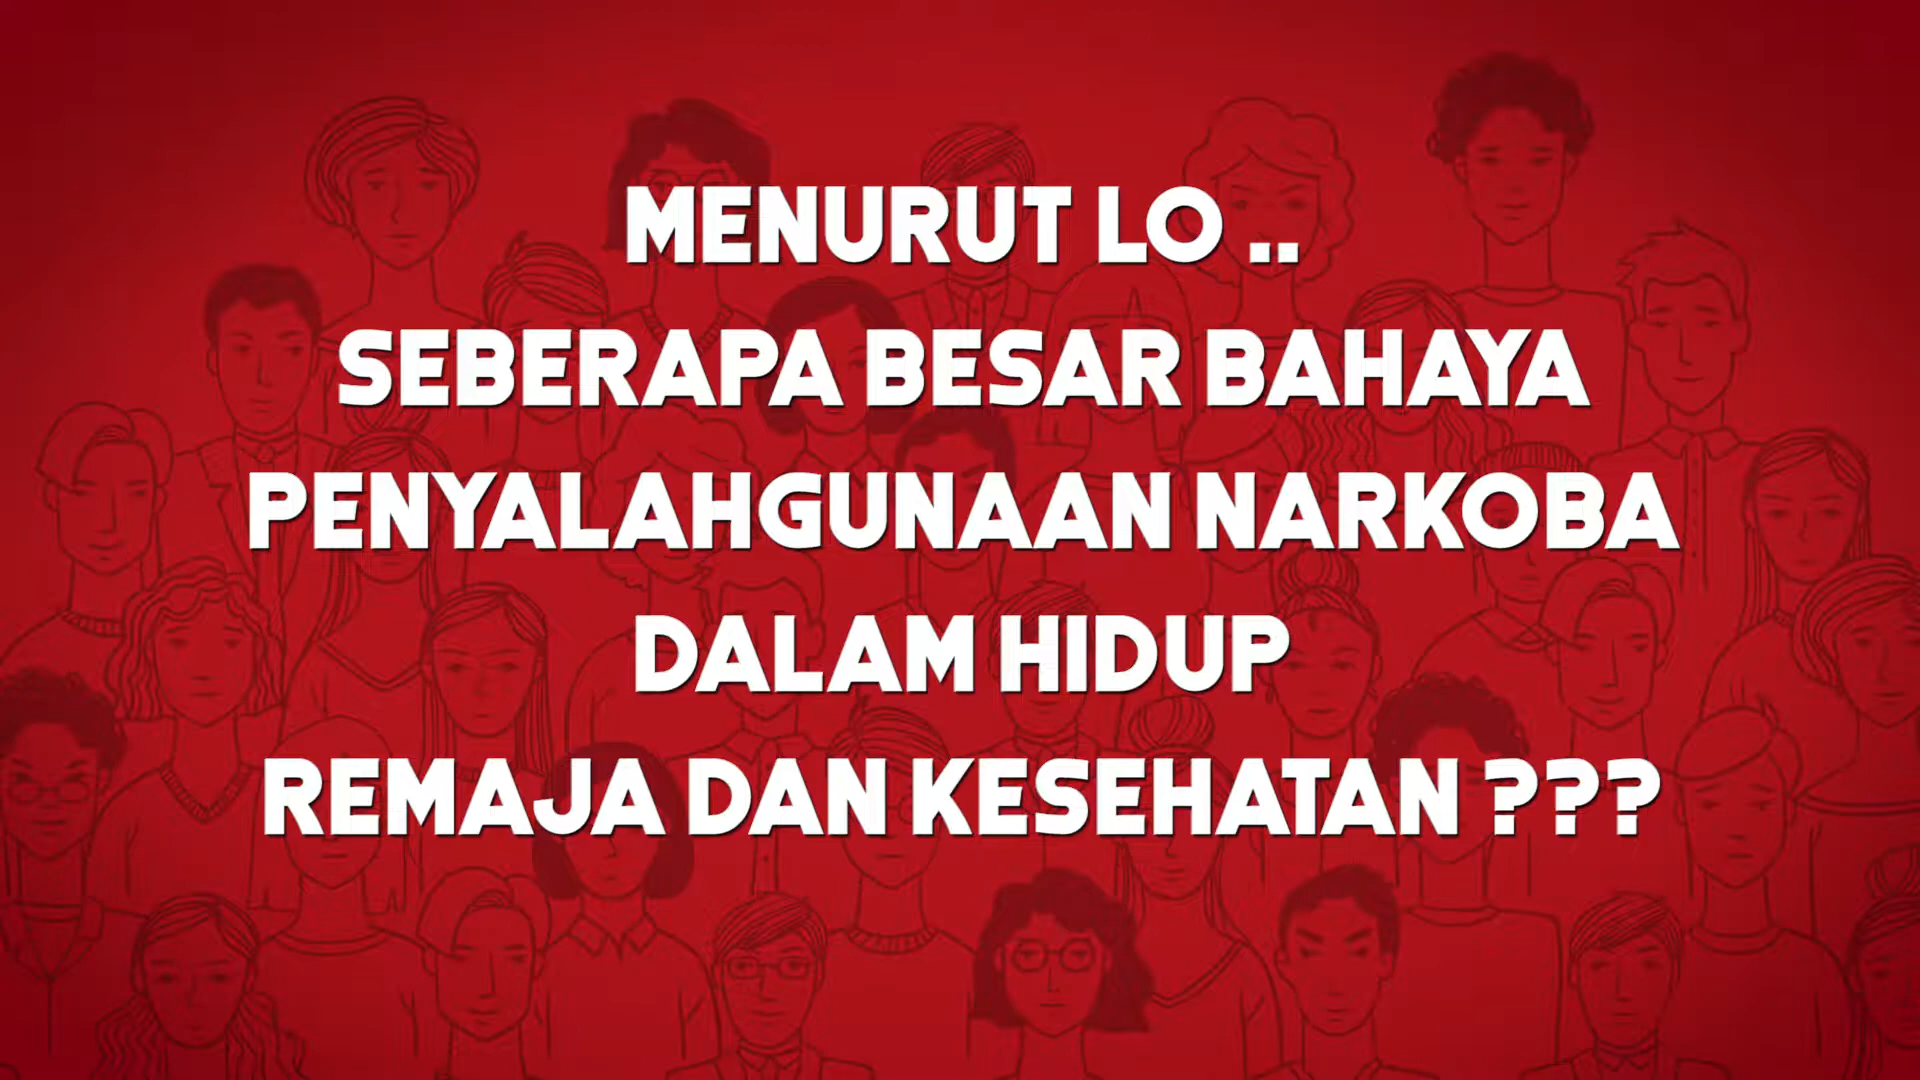 MENURUT LO ..
SEBERAPA BESAR BAHAYA
PENYALAHGUNAAN NARKOBA
DALAM HIDUP
REMAJA DAN KESEHATAN ???